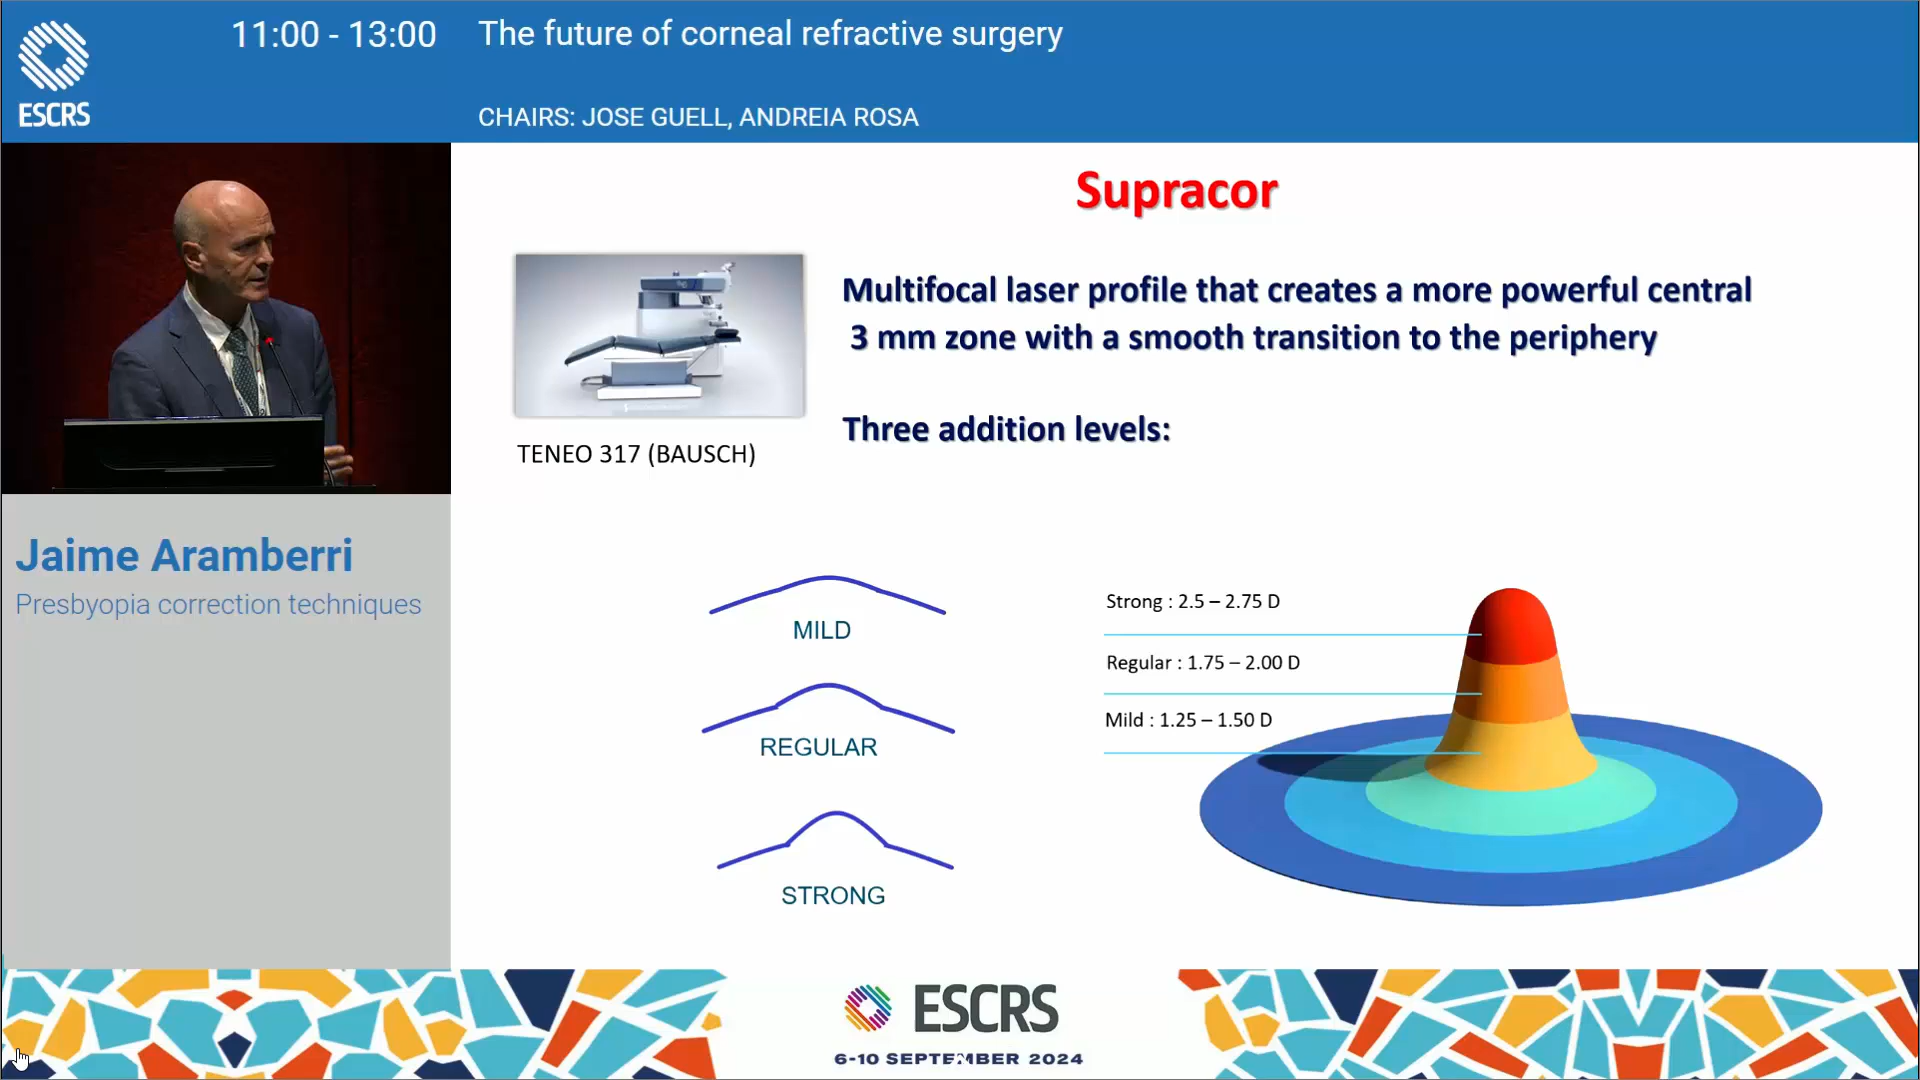 11:00 - 13:00
The future of corneal refractive surgery
ESCRS
CHAIRS: JOSE GUELL, ANDREIA ROSA
Supracor
Multifocal laser profile that creates a more powerful central
3 mm zone with a smooth transition to the periphery
Three addition levels:
TENEO 317 (BAUSCH)
Jaime Aramberri
Presbyopia correction techniques
MILD
REGULAR
STRONG
Strong : 2.5 – 2.75 D
Regular : 1.75 – 2.00 D
Mild : 1.25 – 1.50 D
ESCRS
6-10 SEPTEMBER 2024